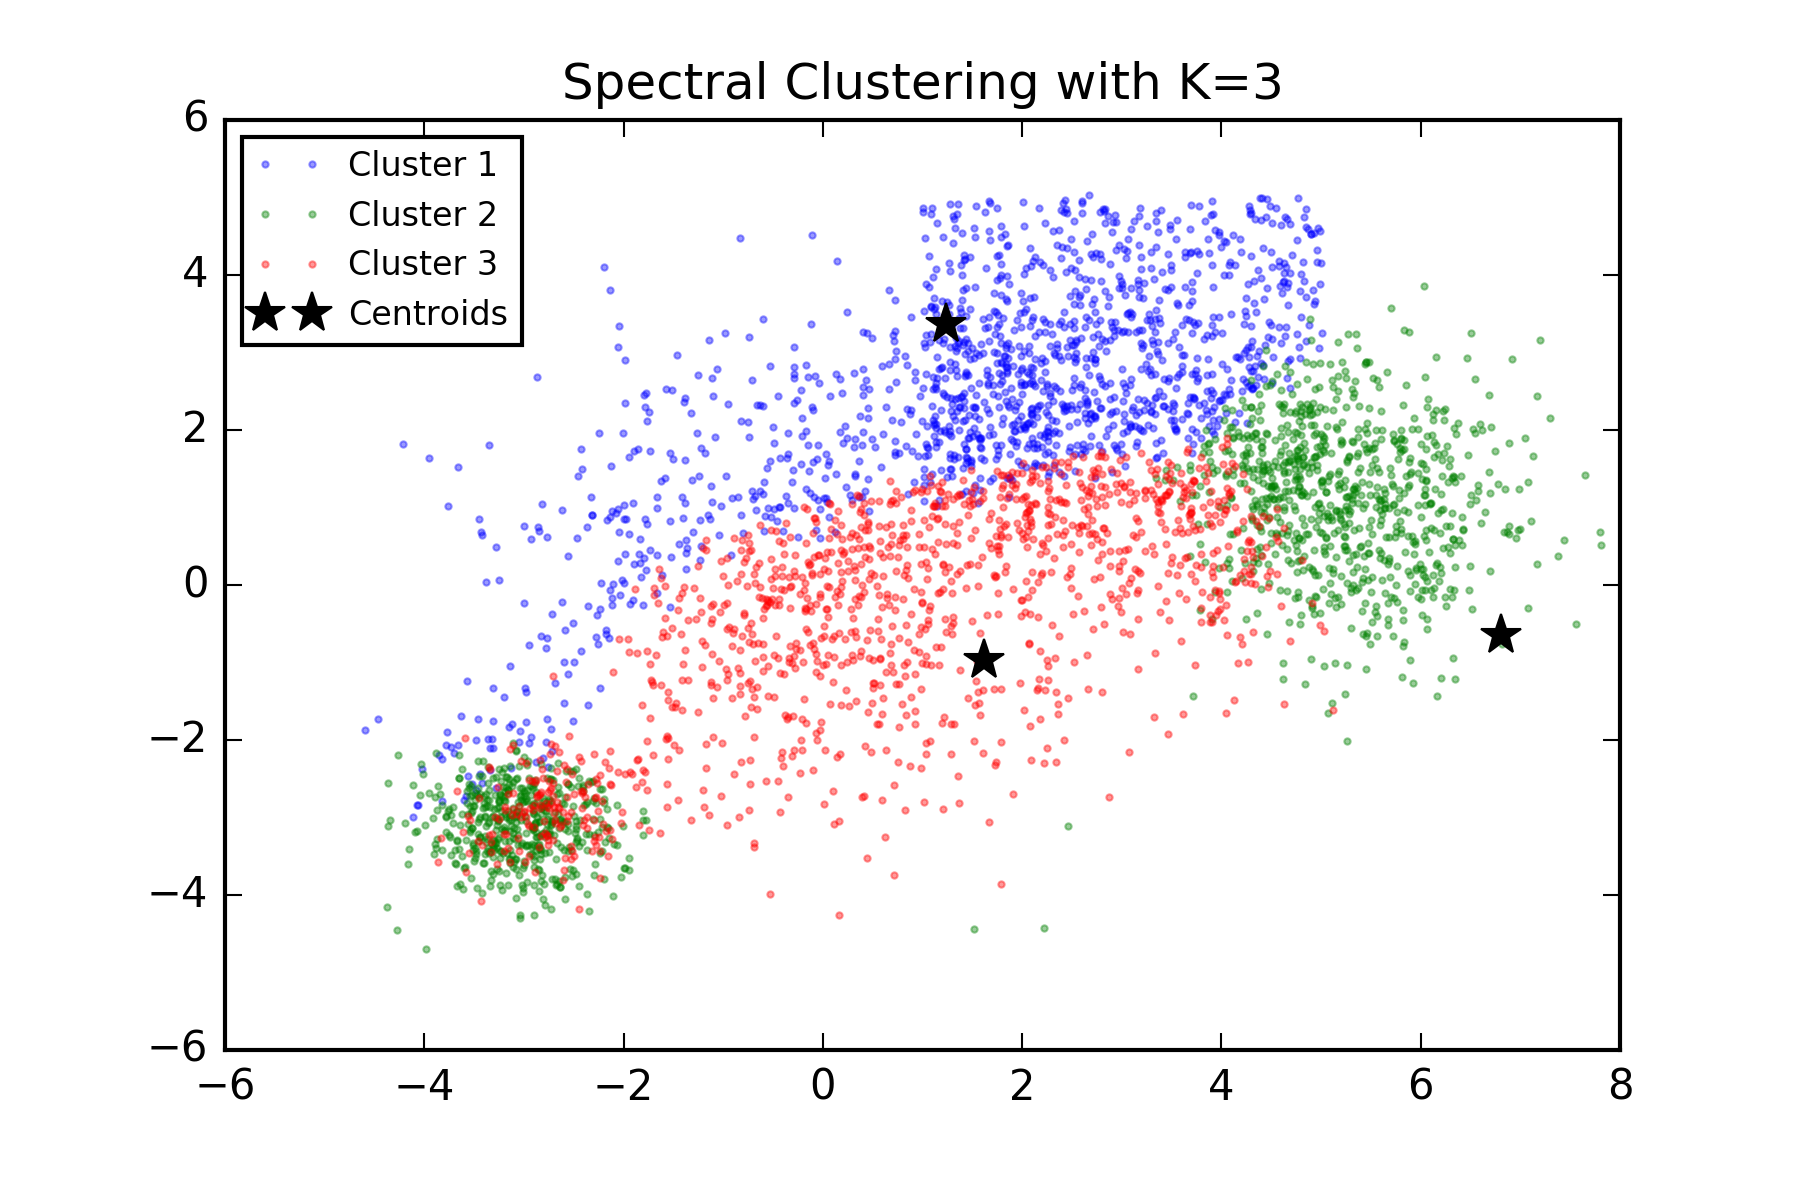 Spectral Clustering with K=3
6
Cluster 1
Cluster 2
Cluster 3
Centroids
4
2
0
−2
−4
−6
−6 −4 −2 0 2 4 6 8